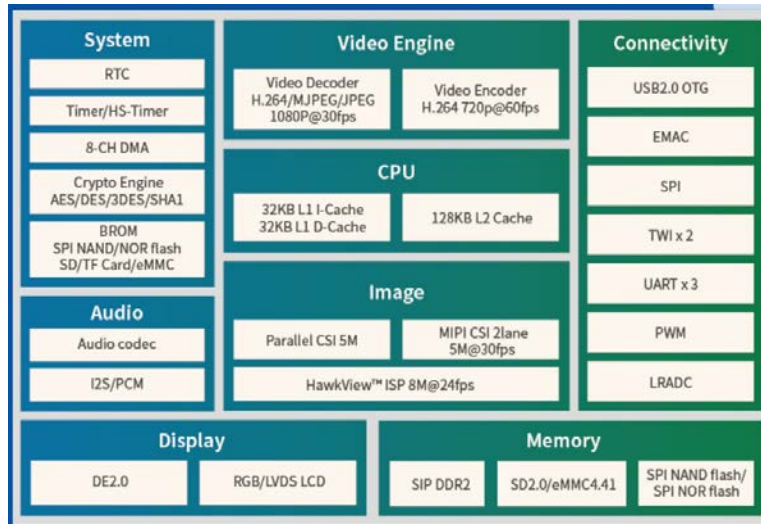 System
RTC
Timer/HS-Timer
8-CH DMA
Crypto Engine
AES/DES/3DES/SHA1
BROM
SPI NAND/NOR flash
SD/TF Card/eMMC
Audio
Audio codec
I2S/PCM
Video Engine
Video Decoder
H.264/MJPEG/JPEG
1080P@30fps
Video Encoder
H.264 720p@60fps
CPU
32KB L1 I-Cache
32KB L1 D-Cache
128KB L2 Cache
Image
Parallel CSI 5M
MIPI CSI 2lane
5M@30fps
HawkView™ ISP 8M@24fps
Connectivity
USB2.0 OTG
EMAC
SPI
TWI x 2
UART x 3
PWM
LRADC
Display
DE2.0
RGB/LVDS LCD
Memory
SIP DDR2
SD2.0/eMMC4.41
SPI NAND flash/
SPI NOR flash